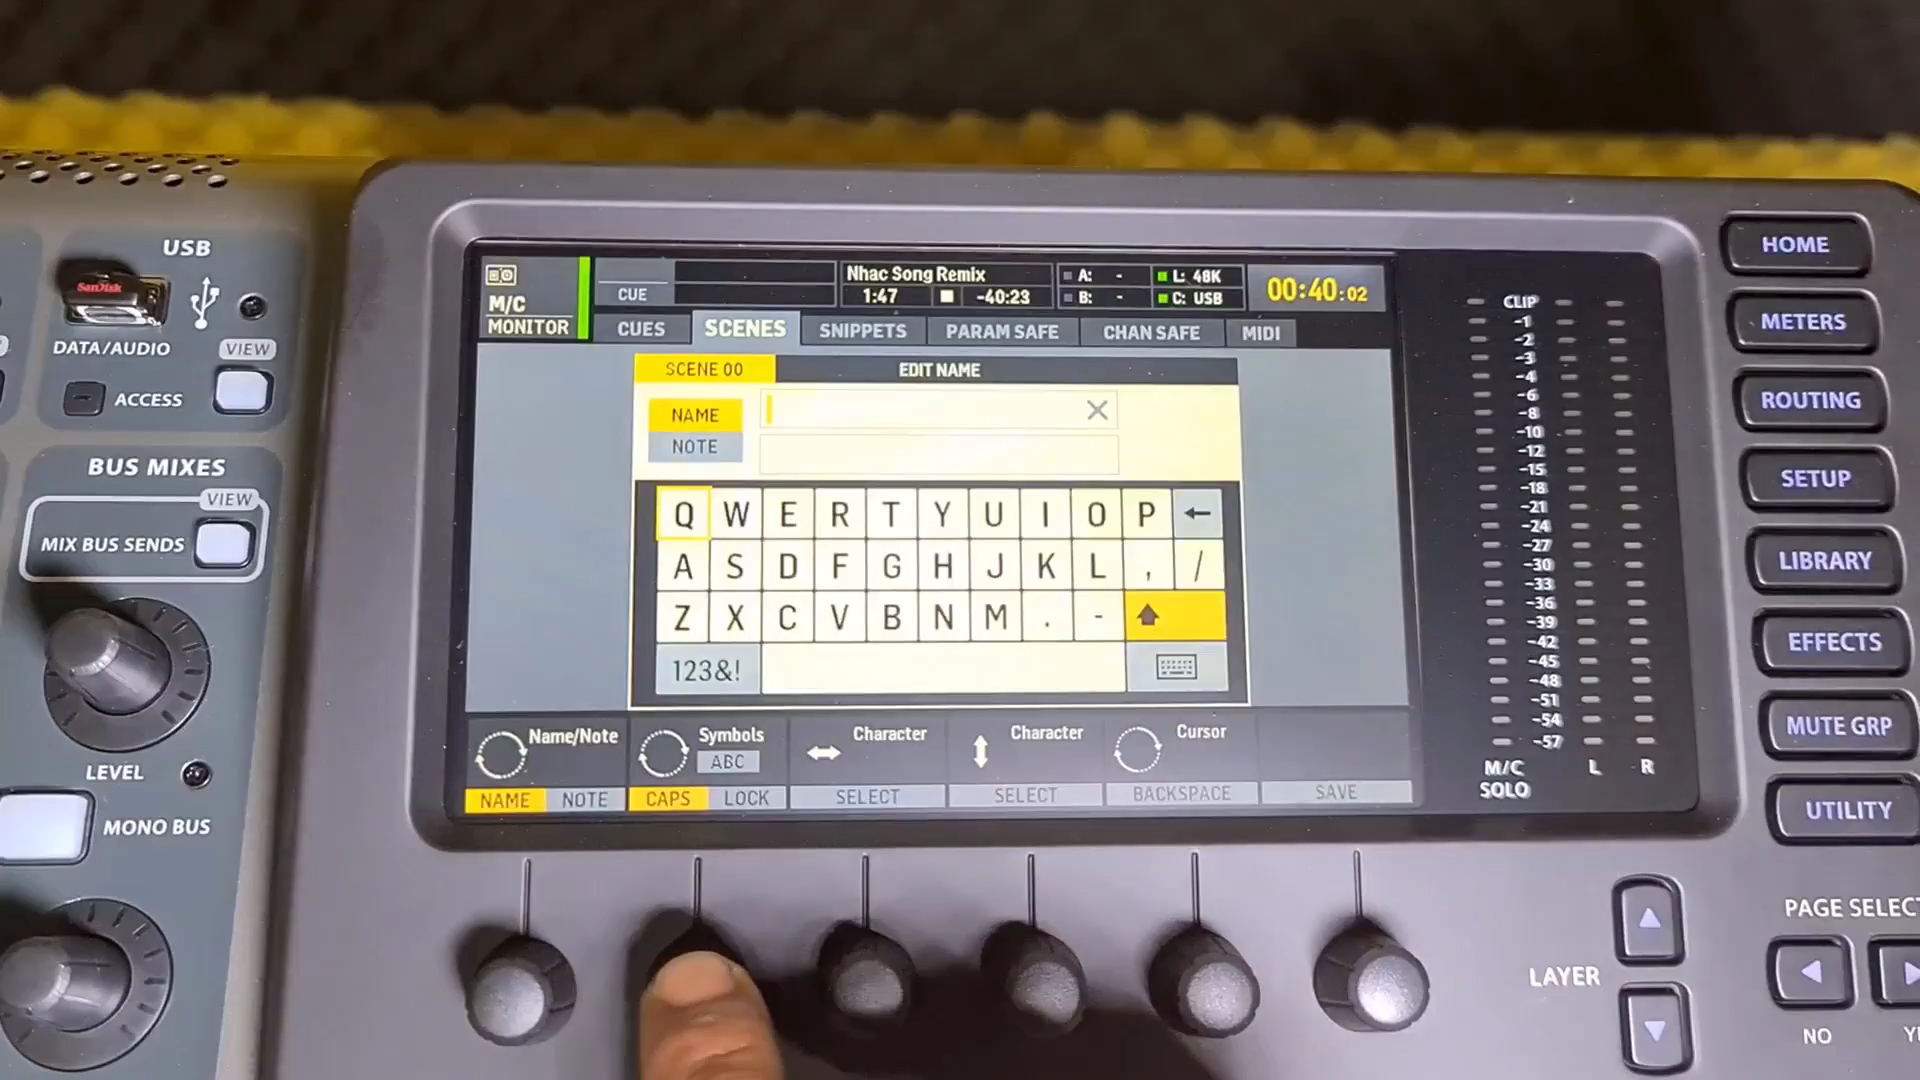 USB
SanDisk
DATA/AUDIO
VIEW
ACCESS
BUS MIXES
VIEW
MIX BUS SENDS
LEVEL
MONO BUS
M/C
MONITOR
CUE
Nhac Song Remix
1:47 -40:23
A: - L: 48K
B: - C: USB
00:40:02
CUES SCENES SNIPPETS PARAM SAFE CHAN SAFE MIDI
SCENE 00 EDIT NAME
NAME
NOTE
Q W E R T Y U I O P
A S D F G H J K L , /
Z X C V B N M . -
123&!
Name/Note Symbols Character Character Cursor
ABC
NAME NOTE CAPS LOCK SELECT SELECT BACKSPACE SAVE
CLIP
-1
-2
-3
-4
-6
-8
-10
-12
-15
-18
-21
-24
-27
-30
-33
-36
-39
-42
-45
-48
-51
-54
-57
M/C L R
SOLO
HOME
METERS
ROUTING
SETUP
LIBRARY
EFFECTS
MUTE GRP
UTILITY
LAYER
PAGE SELECT
NO